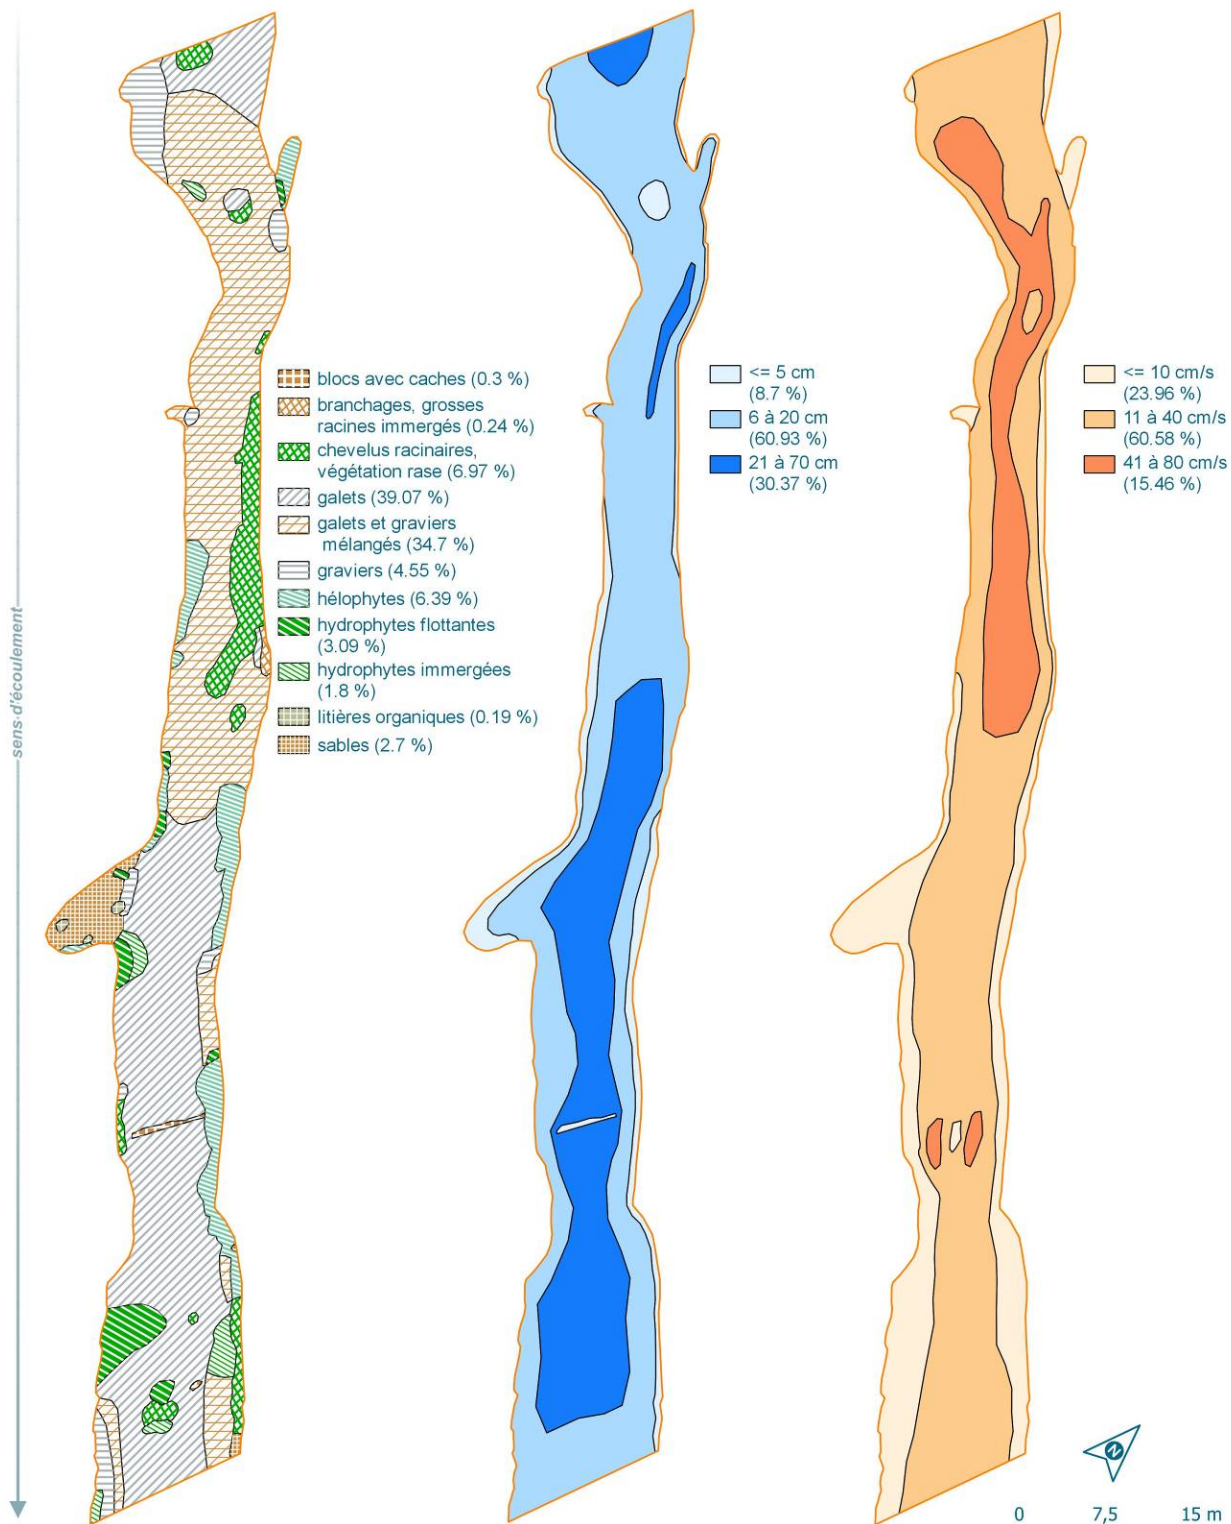 sens d'écoulement
blocs avec caches (0.3 %)
branchages, grosses
racines immergés (0.24 %)
chevelus racinaires,
végétation rase (6.97 %)
galets (39.07 %)
galets et graviers
mélangés (34.7 %)
graviers (4.55 %)
hélophytes (6.39 %)
hydrophytes flottantes
(3.09 %)
hydrophytes immergées
(1.8 %)
litières organiques (0.19 %)
sables (2.7 %)
<= 5 cm
(8.7 %)
6 à 20 cm
(60.93 %)
21 à 70 cm
(30.37 %)
<= 10 cm/s
(23.96 %)
11 à 40 cm/s
(60.58 %)
41 à 80 cm/s
(15.46 %)
N
0 7,5 15 m